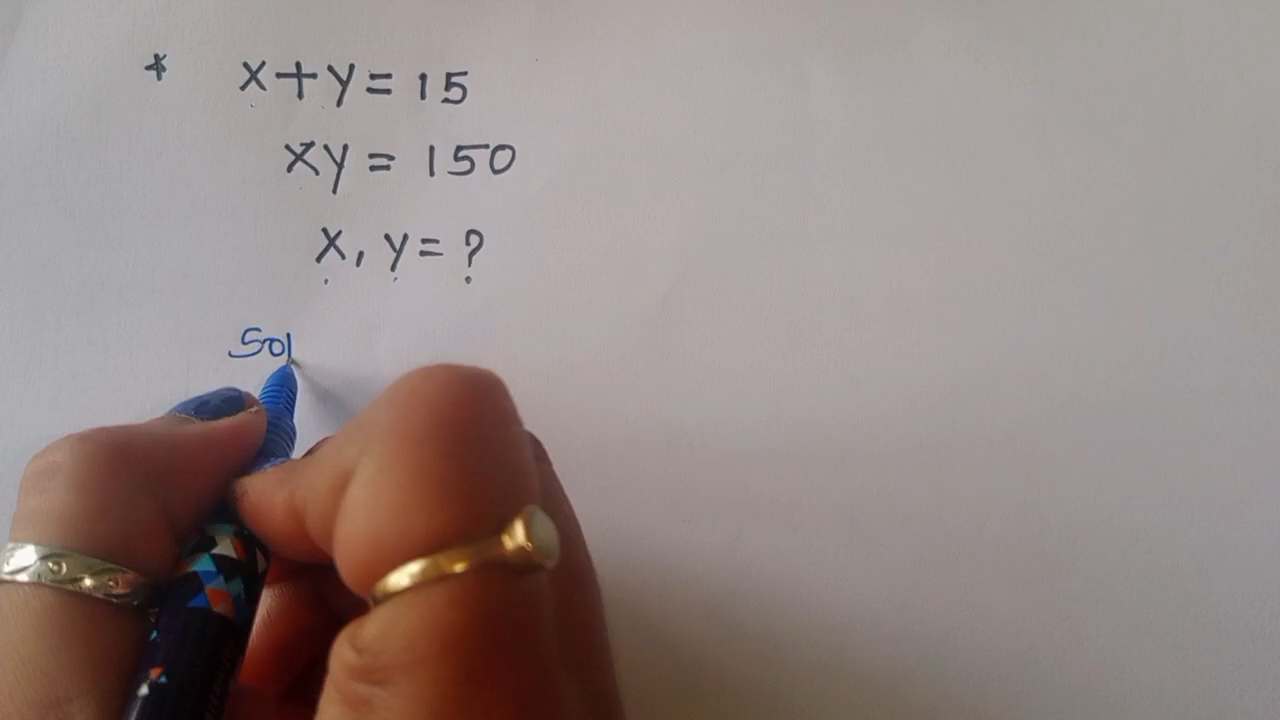 * x+y= 15
xy = 150
x, y= ?
Sol